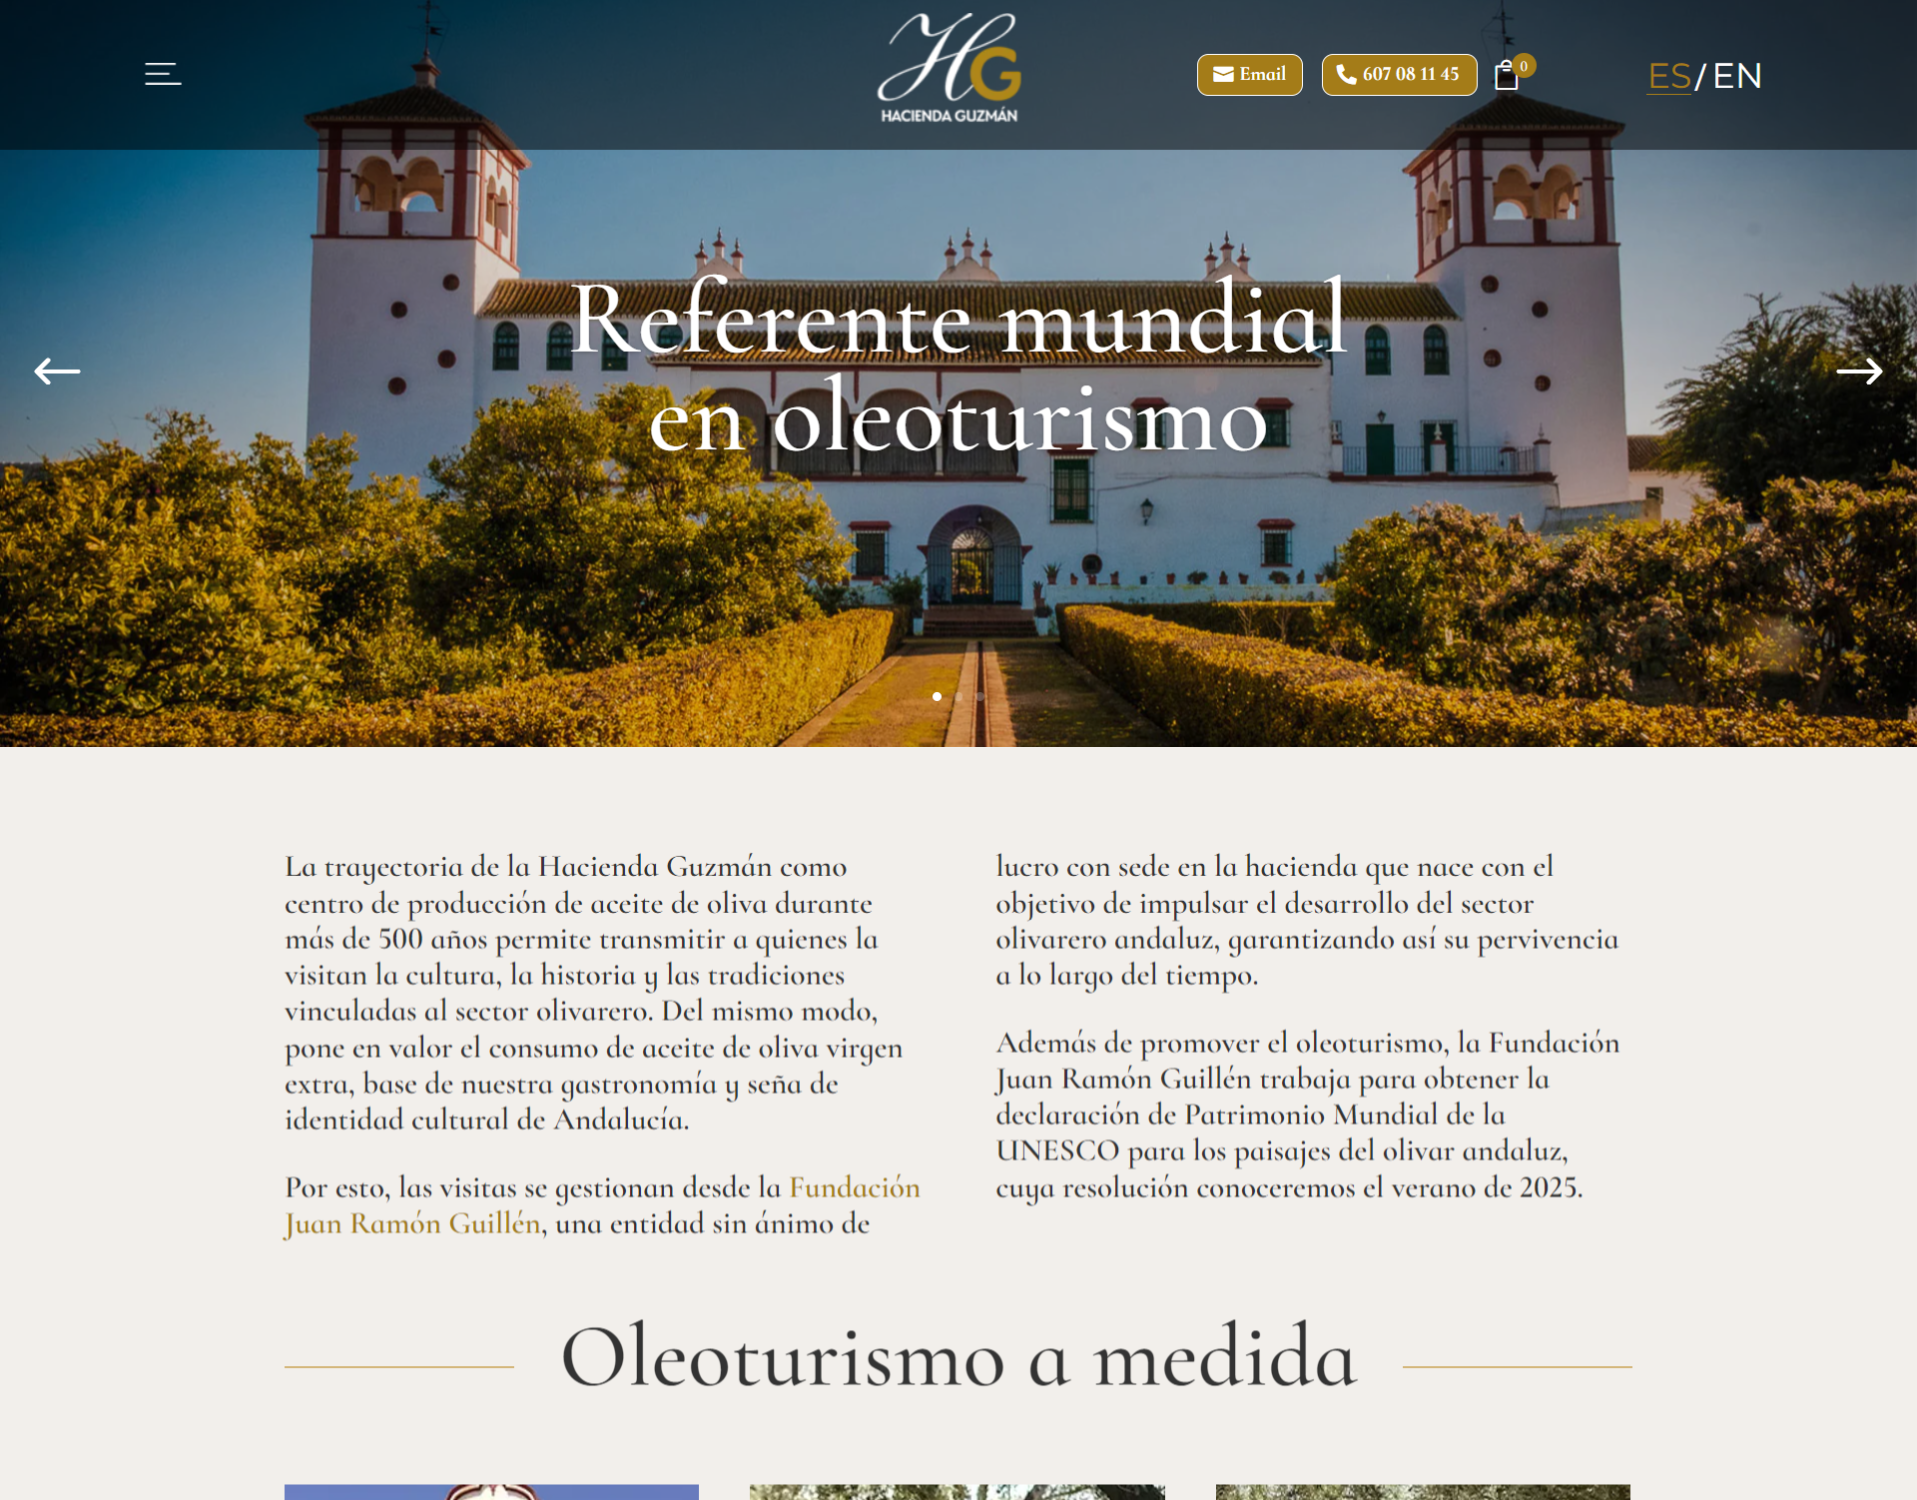 HG
HACIENDA GUZMÁN
Email
607 08 11 45
0
ES/EN
Referente mundial
en oleoturismo
La trayectoria de la Hacienda Guzmán como
centro de producción de aceite de oliva durante
más de 500 años permite transmitir a quienes la
visitan la cultura, la historia y las tradiciones
vinculadas al sector olivarero. Del mismo modo,
pone en valor el consumo de aceite de oliva virgen
extra, base de nuestra gastronomía y seña de
identidad cultural de Andalucía.
Por esto, las visitas se gestionan desde la Fundación
Juan Ramón Guillén, una entidad sin ánimo de
lucro con sede en la hacienda que nace con el
objetivo de impulsar el desarrollo del sector
olivarero andaluz, garantizando así su pervivencia
a lo largo del tiempo.
Además de promover el oleoturismo, la Fundación
Juan Ramón Guillén trabaja para obtener la
declaración de Patrimonio Mundial de la
UNESCO para los paisajes del olivar andaluz,
cuya resolución conoceremos el verano de 2025.
Oleoturismo a medida